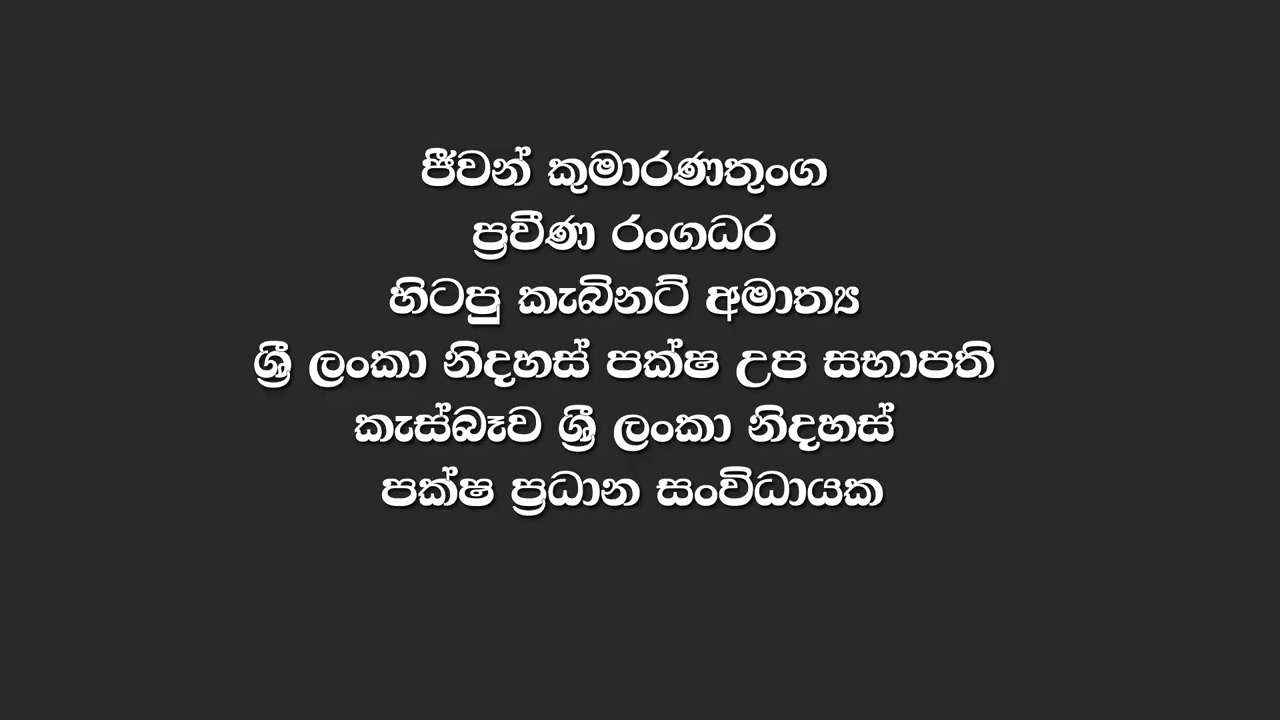 ජීවන් කුමාරණතුංග
ප්‍රවීණ රංගධර
හිටපු කැබිනට් අමාත්‍ය
ශ්‍රී ලංකා නිදහස් පක්ෂ උප සභාපති
කැස්බෑව ශ්‍රී ලංකා නිදහස්
පක්ෂ ප්‍රධාන සංවිධායක